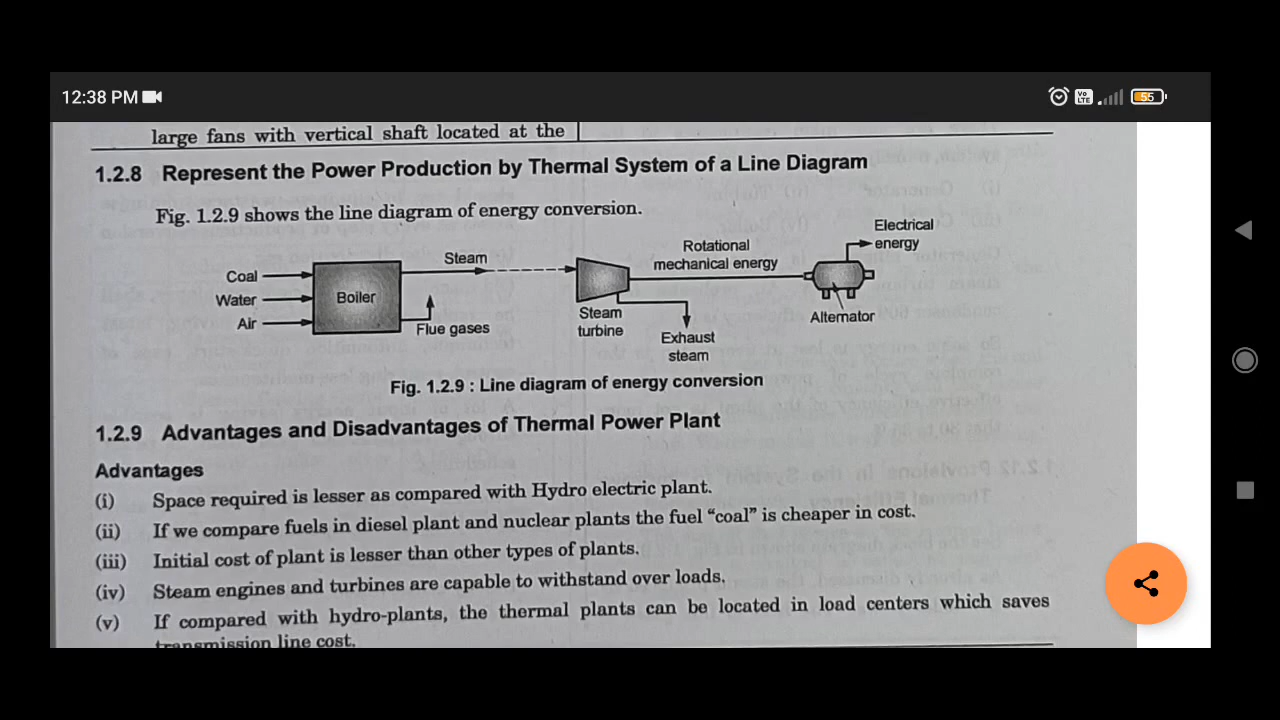 12:38 PM
Vo
LTE
55
large fans with vertical shaft located at the
1.2.8 Represent the Power Production by Thermal System of a Line Diagram
Fig. 1.2.9 shows the line diagram of energy conversion.
Coal
Water
Air
Boiler
Steam
Flue gases
Steam
turbine
Rotational
mechanical energy
Exhaust
steam
Electrical
energy
Alternator
Fig. 1.2.9 : Line diagram of energy conversion
1.2.9 Advantages and Disadvantages of Thermal Power Plant
Advantages
(i) Space required is lesser as compared with Hydro electric plant.
(ii) If we compare fuels in diesel plant and nuclear plants the fuel “coal” is cheaper in cost.
(iii) Initial cost of plant is lesser than other types of plants.
(iv) Steam engines and turbines are capable to withstand over loads.
(v) If compared with hydro-plants, the thermal plants can be located in load centers which saves
transmission line cost.